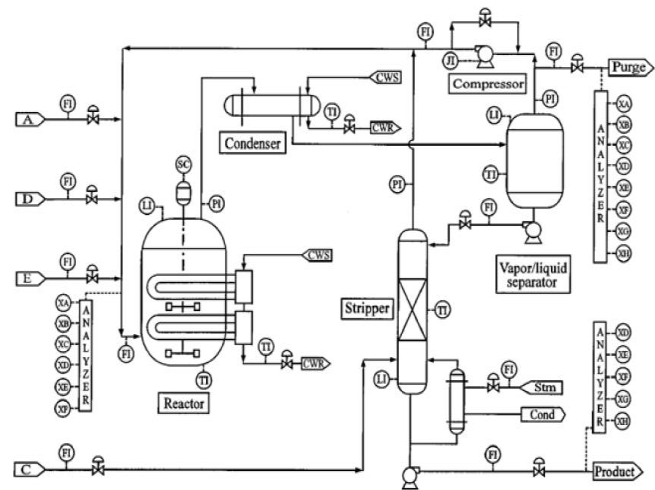 FI
JI
Compressor
FI
Purge
FI
A
CWS
TI
CWR
Condenser
LI
PI
XA
XB
XC
XD
XE
XF
XG
XH
ANALYZER
SC
TI
PI
FI
D
LI
PI
FI
Vapor/liquid
separator
FI
E
CWS
Stripper
TI
XA
XB
XC
XD
XE
XF
ANALYZER
FI
TI
CWR
TI
Reactor
LI
FI
Stm
Cond
XD
XE
XF
XG
XH
ANALYZER
FI
C
FI
Product